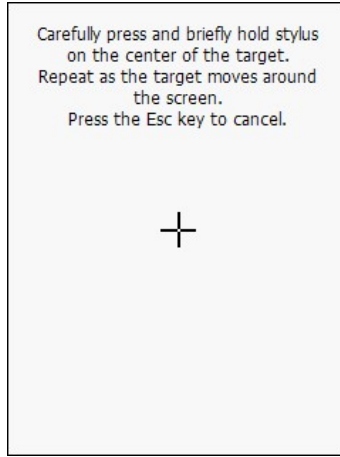 Carefully press and briefly hold stylus
on the center of the target.
Repeat as the target moves around
the screen.
Press the Esc key to cancel.